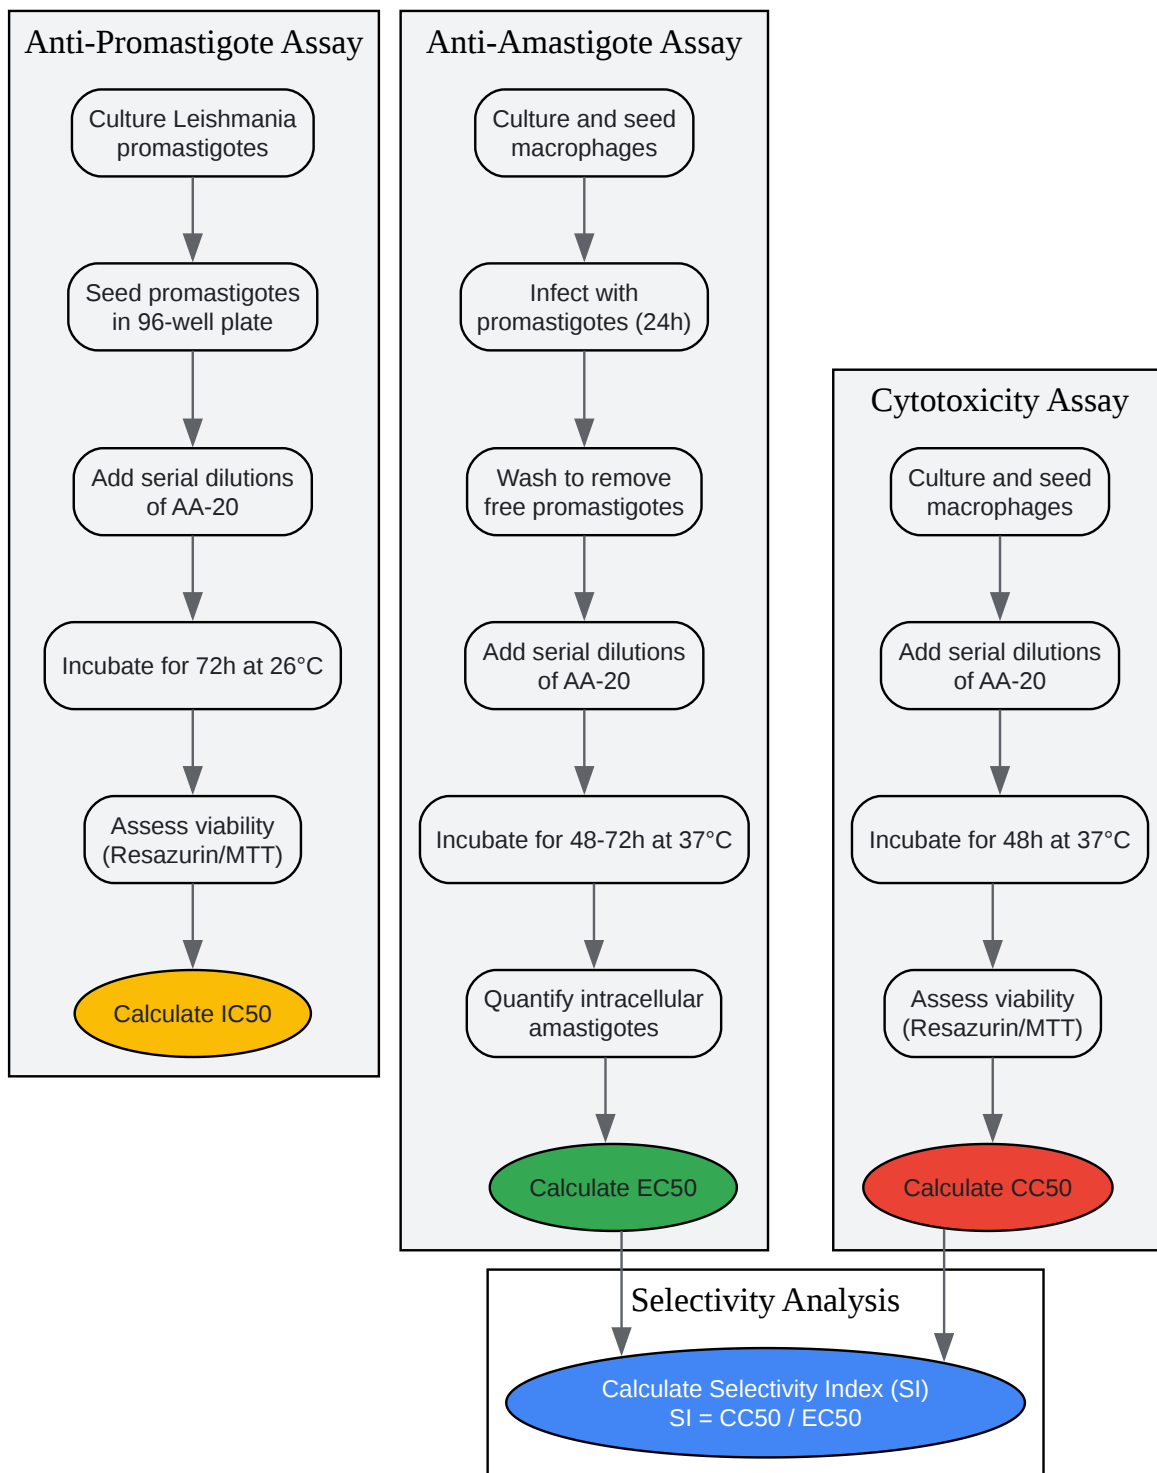 Anti-Promastigote Assay
Culture Leishmania
promastigotes
Seed promastigotes
in 96-well plate
Add serial dilutions
of AA-20
Incubate for 72h at 26°C
Assess viability
(Resazurin/MTT)
Calculate IC50
Anti-Amastigote Assay
Culture and seed
macrophages
Infect with
promastigotes (24h)
Wash to remove
free promastigotes
Add serial dilutions
of AA-20
Incubate for 48-72h at 37°C
Quantify intracellular
amastigotes
Calculate EC50
Cytotoxicity Assay
Culture and seed
macrophages
Add serial dilutions
of AA-20
Incubate for 48h at 37°C
Assess viability
(Resazurin/MTT)
Calculate CC50
Selectivity Analysis
Calculate Selectivity Index (SI)
SI = CC50 / EC50